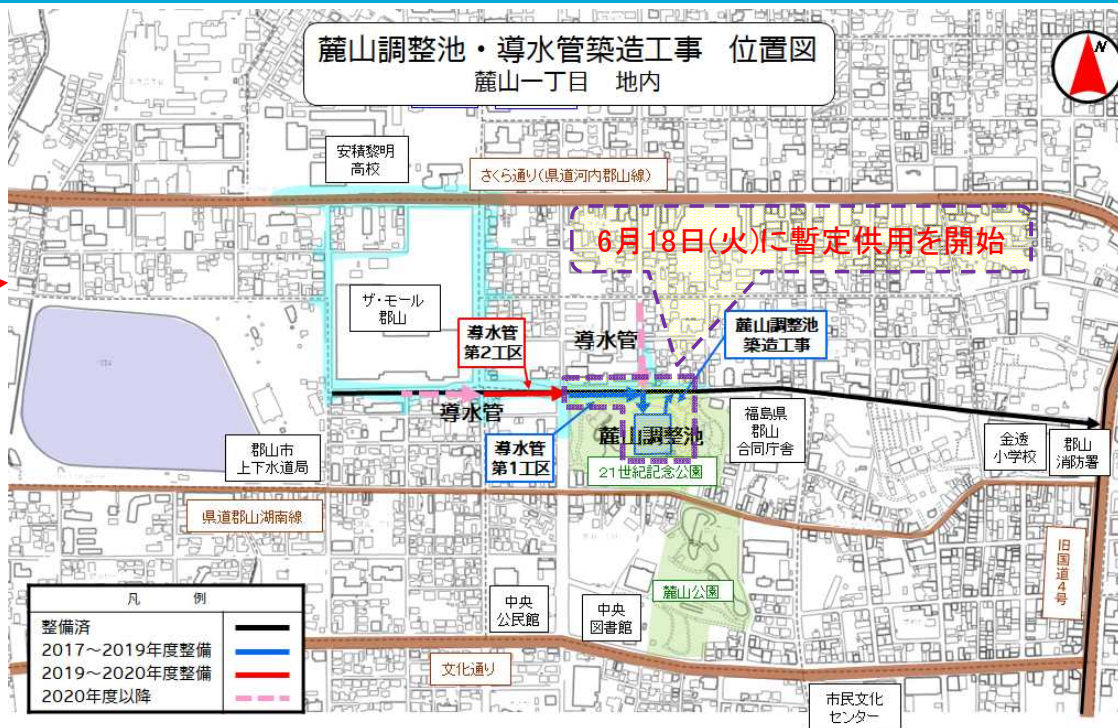 麓山調整池・導水管築造工事　位置図
麓山一丁目　地内
N
安積黎明
高校
さくら通り(県道河内郡山線)
6月18日(火)に暫定供用を開始
ザ・モール
郡山
導水管
第2工区
導水管
麓山調整池
築造工事
導水管
導水管
第1工区
麓山調整池
21世紀記念公園
福島県
郡山
合同庁舎
金透
小学校
郡山
消防署
郡山市
上下水道局
県道郡山湖南線
旧国道4号
麓山公園
中央
公民館
中央
図書館
文化通り
市民文化
センター
凡　例
整備済
2017～2019年度整備
2019～2020年度整備
2020年度以降